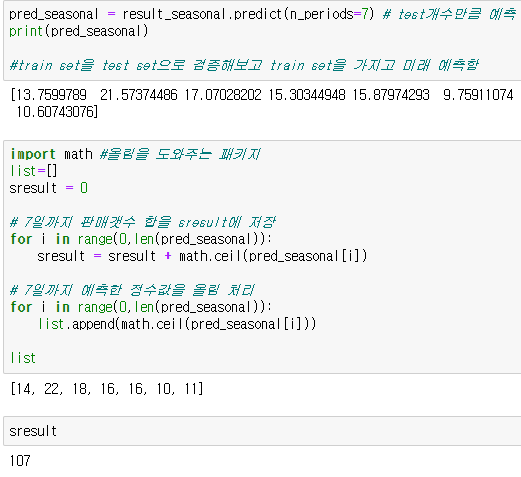 pred_seasonal = result_seasonal.predict(n_periods=7) # test개수만큼 예측
print(pred_seasonal)
#train set을 test set으로 검증해보고 train set을 가지고 미래 예측함
[13.7599789  21.57374486 17.07028202 15.30344948 15.87974293  9.75911074
 10.60743076]
import math #올림을 도와주는 패키지
list=[]
sresult = 0
# 7일까지 판매갯수 합을 sresult에 저장
for i in range(0,len(pred_seasonal)):
    sresult = sresult + math.ceil(pred_seasonal[i])
# 7일까지 예측한 정수값을 올림 처리
for i in range(0,len(pred_seasonal)):
    list.append(math.ceil(pred_seasonal[i]))
list
[14, 22, 18, 16, 16, 10, 11]
sresult
107